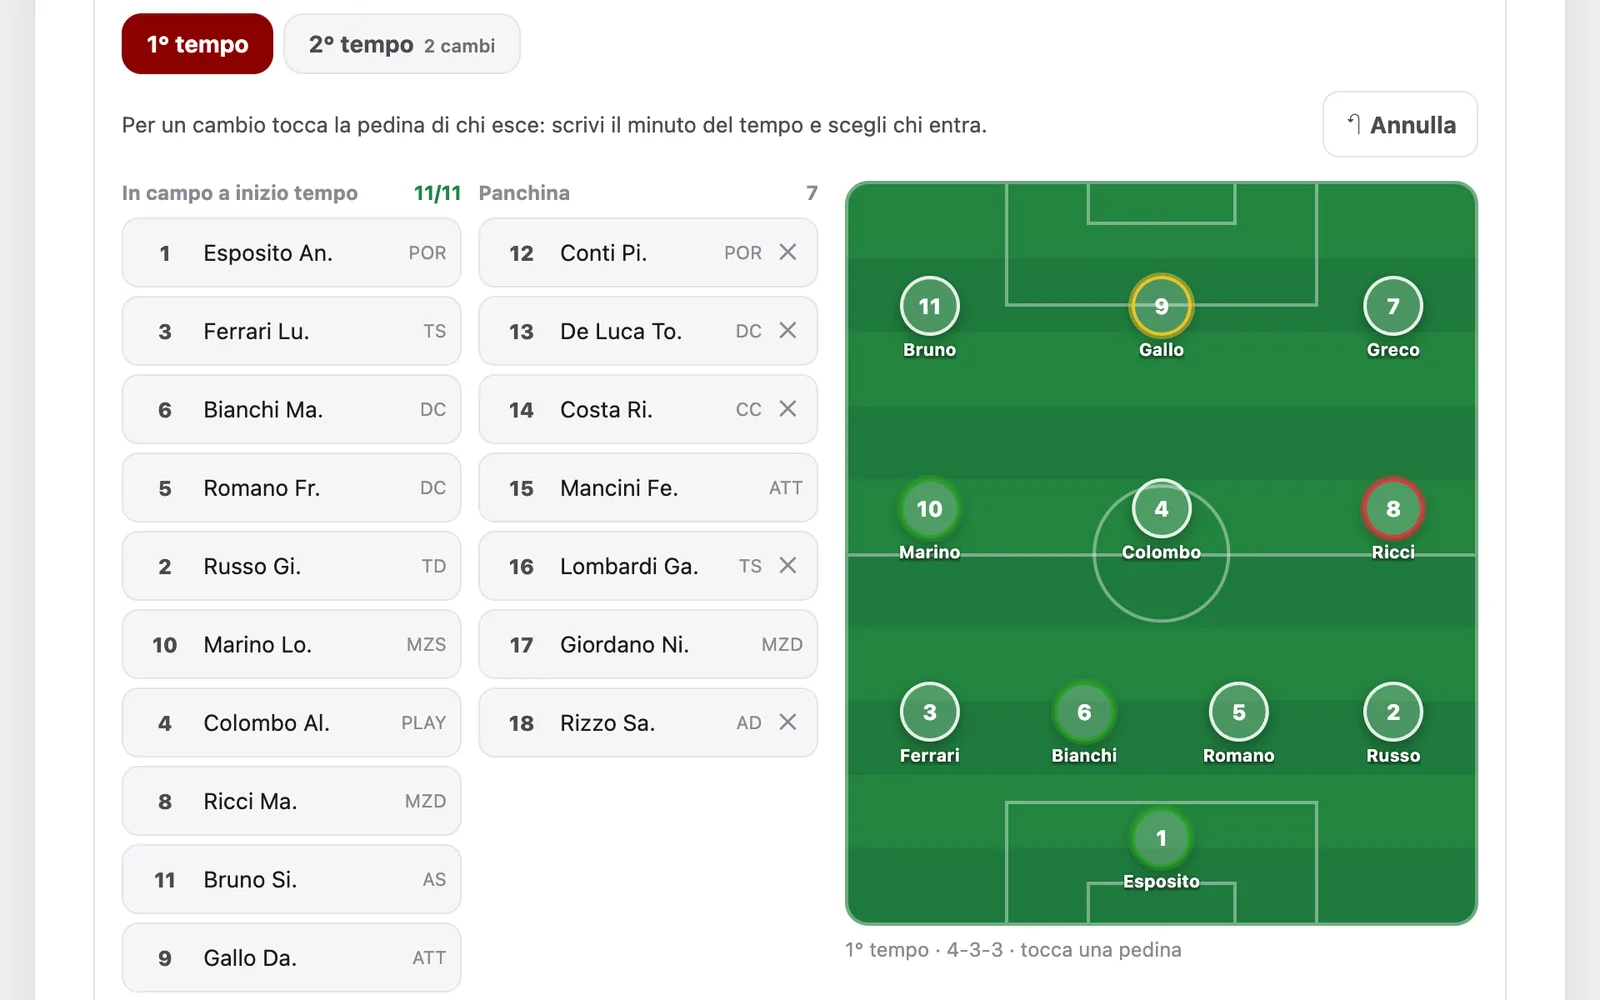 1° tempo
2° tempo 2 cambi
Per un cambio tocca la pedina di chi esce: scrivi il minuto del tempo e scegli chi entra.
Annulla
In campo a inizio tempo 11/11
1 Esposito An. POR
3 Ferrari Lu. TS
6 Bianchi Ma. DC
5 Romano Fr. DC
2 Russo Gi. TD
10 Marino Lo. MZS
4 Colombo Al. PLAY
8 Ricci Ma. MZD
11 Bruno Si. AS
9 Gallo Da. ATT
Panchina 7
12 Conti Pi. POR
13 De Luca To. DC
14 Costa Ri. CC
15 Mancini Fe. ATT
16 Lombardi Ga. TS
17 Giordano Ni. MZD
18 Rizzo Sa. AD
11 9 7
Bruno Gallo Greco
10 4 8
Marino Colombo Ricci
3 6 5 2
Ferrari Bianchi Romano Russo
1
Esposito
1° tempo · 4-3-3 · tocca una pedina